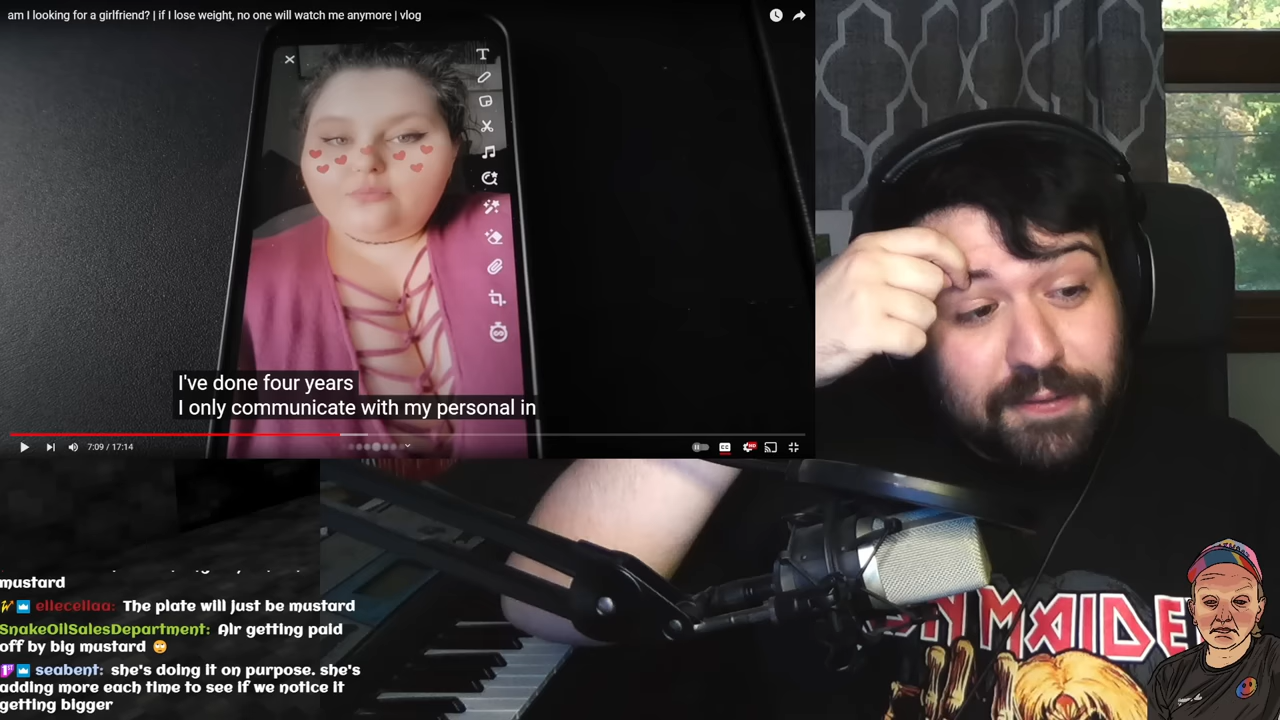 am I looking for a girlfriend? | if I lose weight, no one will watch me anymore | vlog
I've done four years
I only communicate with my personal in
7:09 / 17:14
mustard
ellecellaa: The plate will just be mustard
SnakeOilSalesDepartment: Alr getting paid
off by big mustard
seabent: she's doing it on purpose. she's
adding more each time to see if we notice it
getting bigger
MAIDE